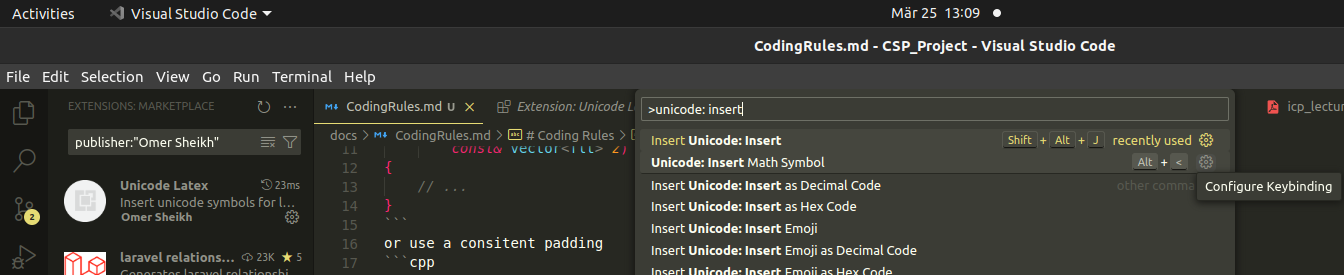 Activities Visual Studio Code Mär 25 13:09
CodingRules.md - CSP_Project - Visual Studio Code
File Edit Selection View Go Run Terminal Help
EXTENSIONS: MARKETPLACE
publisher:"Omer Sheikh"
Unicode Latex 23ms
Insert unicode symbols for l...
Omer Sheikh
2
laravel relations... 23K 5
Generates laravel relationshi...
CodingRules.md U Extension: Unicode L icp_lectur
docs > CodingRules.md > # Coding Rules >
11 const& vector<fll> 2)
12 {
13 // ...
14 }
15 ```
16 or use a consitent padding
17 ```cpp
>unicode: insert
Insert Unicode: Insert Shift + Alt + J recently used
Unicode: Insert Math Symbol Alt + <
Insert Unicode: Insert as Decimal Code other comma
Insert Unicode: Insert as Hex Code
Insert Unicode: Insert Emoji
Insert Unicode: Insert Emoji as Decimal Code
Insert Unicode: Insert Emoji as Hex Code
Configure Keybinding